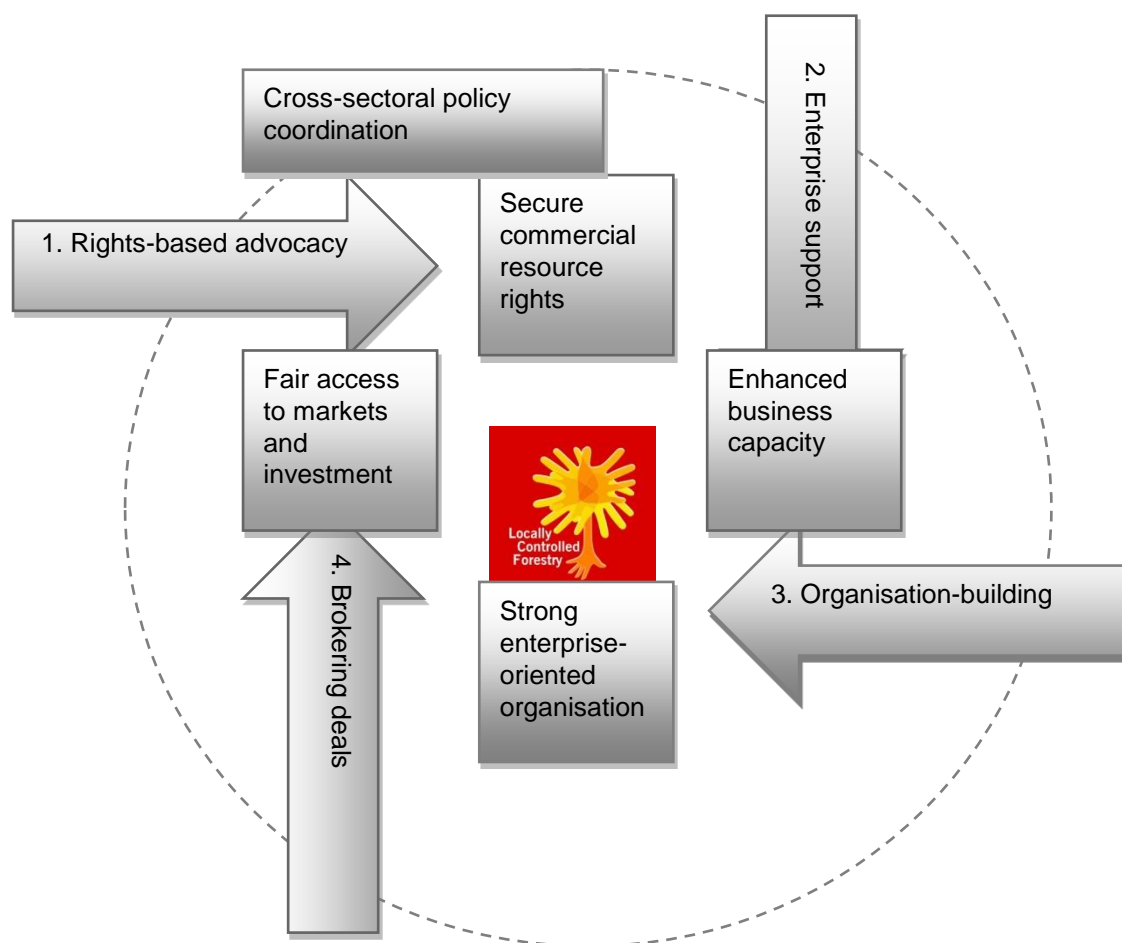 Cross-sectoral policy
coordination
2. Enterprise support
1. Rights-based advocacy
Secure
commercial
resource
rights
Fair access
to markets
and
investment
Enhanced
business
capacity
Locally
Controlled
Forestry
4. Brokering deals
3. Organisation-building
Strong
enterprise-
oriented
organisation